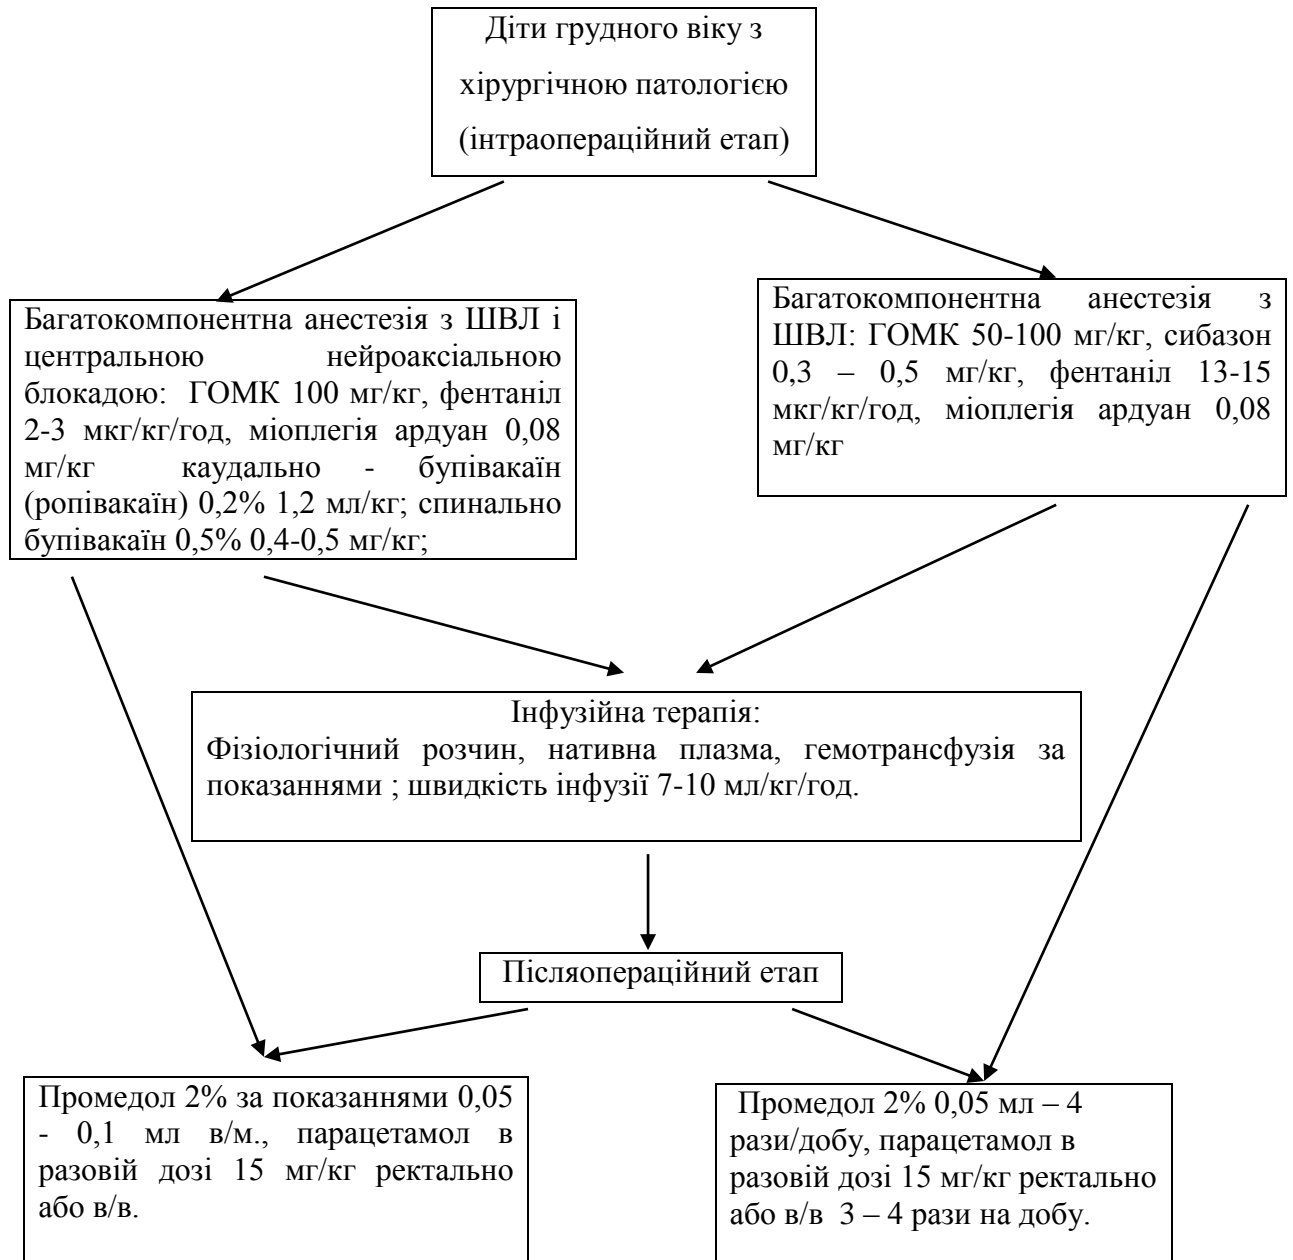 Діти грудного віку з
хірургічною патологією
(інтраопераційний етап)
Багатокомпонентна анестезія з ШВЛ і
центральною нейроаксіальною
блокадою: ГОМК 100 мг/кг, фентаніл
2-3 мкг/кг/год, міоплегія ардуан 0,08
мг/кг каудально - бупівакаїн
(ропівакаїн) 0,2% 1,2 мл/кг; спинально
бупівакаїн 0,5% 0,4-0,5 мг/кг;
Багатокомпонентна анестезія з
ШВЛ: ГОМК 50-100 мг/кг, сибазон
0,3 – 0,5 мг/кг, фентаніл 13-15
мкг/кг/год, міоплегія ардуан 0,08
мг/кг
Інфузійна терапія:
Фізіологічний розчин, нативна плазма, гемотрансфузія за
показаннями ; швидкість інфузії 7-10 мл/кг/год.
Післяопераційний етап
Промедол 2% за показаннями 0,05
- 0,1 мл в/м., парацетамол в
разовій дозі 15 мг/кг ректально
або в/в.
Промедол 2% 0,05 мл – 4
рази/добу, парацетамол в
разовій дозі 15 мг/кг ректально
або в/в 3 – 4 рази на добу.